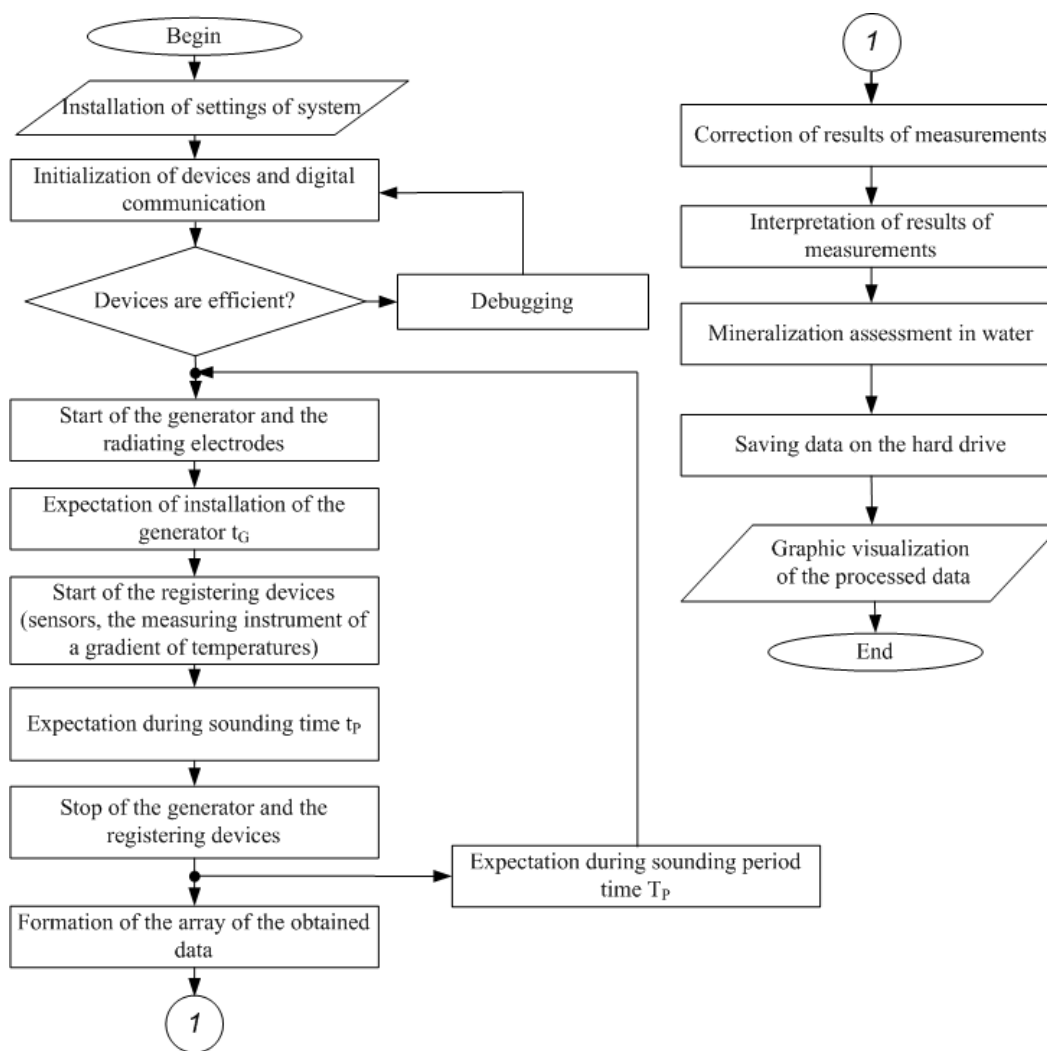 Begin
Installation of settings of system
Initialization of devices and digital
communication
Devices are efficient?
Debugging
Start of the generator and the
radiating electrodes
Expectation of installation of the
generator tG
Start of the registering devices
(sensors, the measuring instrument of
a gradient of temperatures)
Expectation during sounding time tP
Stop of the generator and the
registering devices
Expectation during sounding period
time TP
Formation of the array of the obtained
data
1
1
Correction of results of measurements
Interpretation of results of
measurements
Mineralization assessment in water
Saving data on the hard drive
Graphic visualization
of the processed data
End